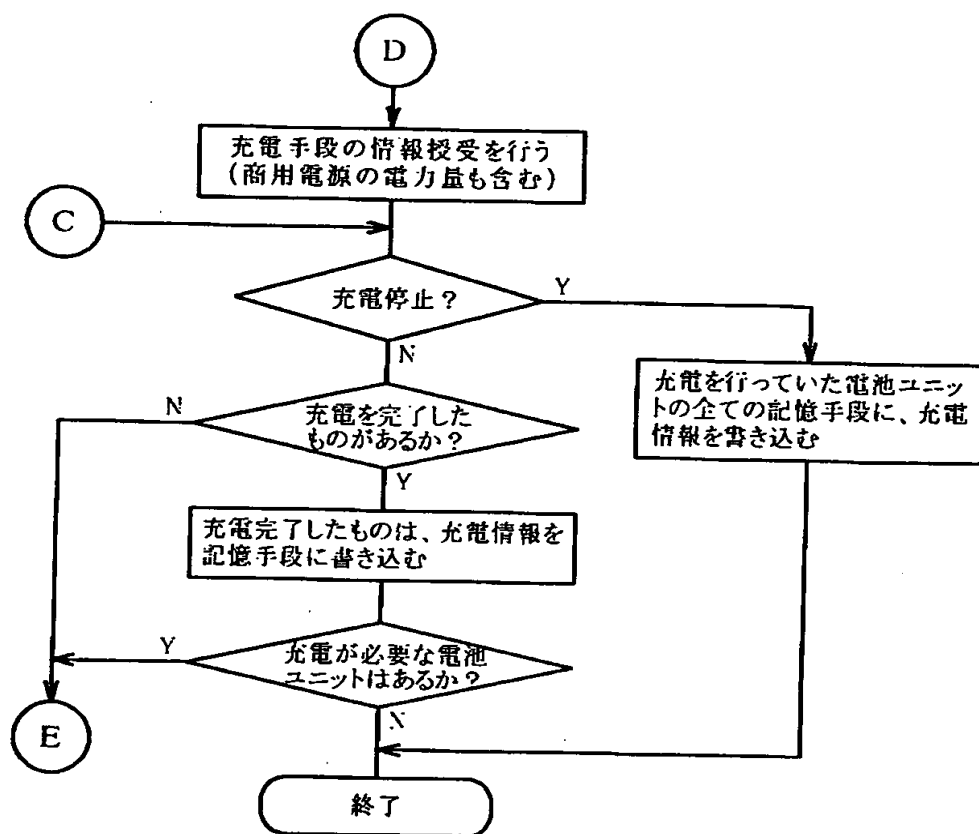 D
充電手段の情報授受を行う
(商用電源の電力量も含む)
C
充電停止?
Y
N
充電を行っていた電池ユニッ
トの全ての記憶手段に、充電
情報を書き込む
N
充電を完了した
ものがあるか?
Y
充電完了したものは、充電情報を
記憶手段に書き込む
Y
充電が必要な電池
ユニットはあるか?
N
E
終了